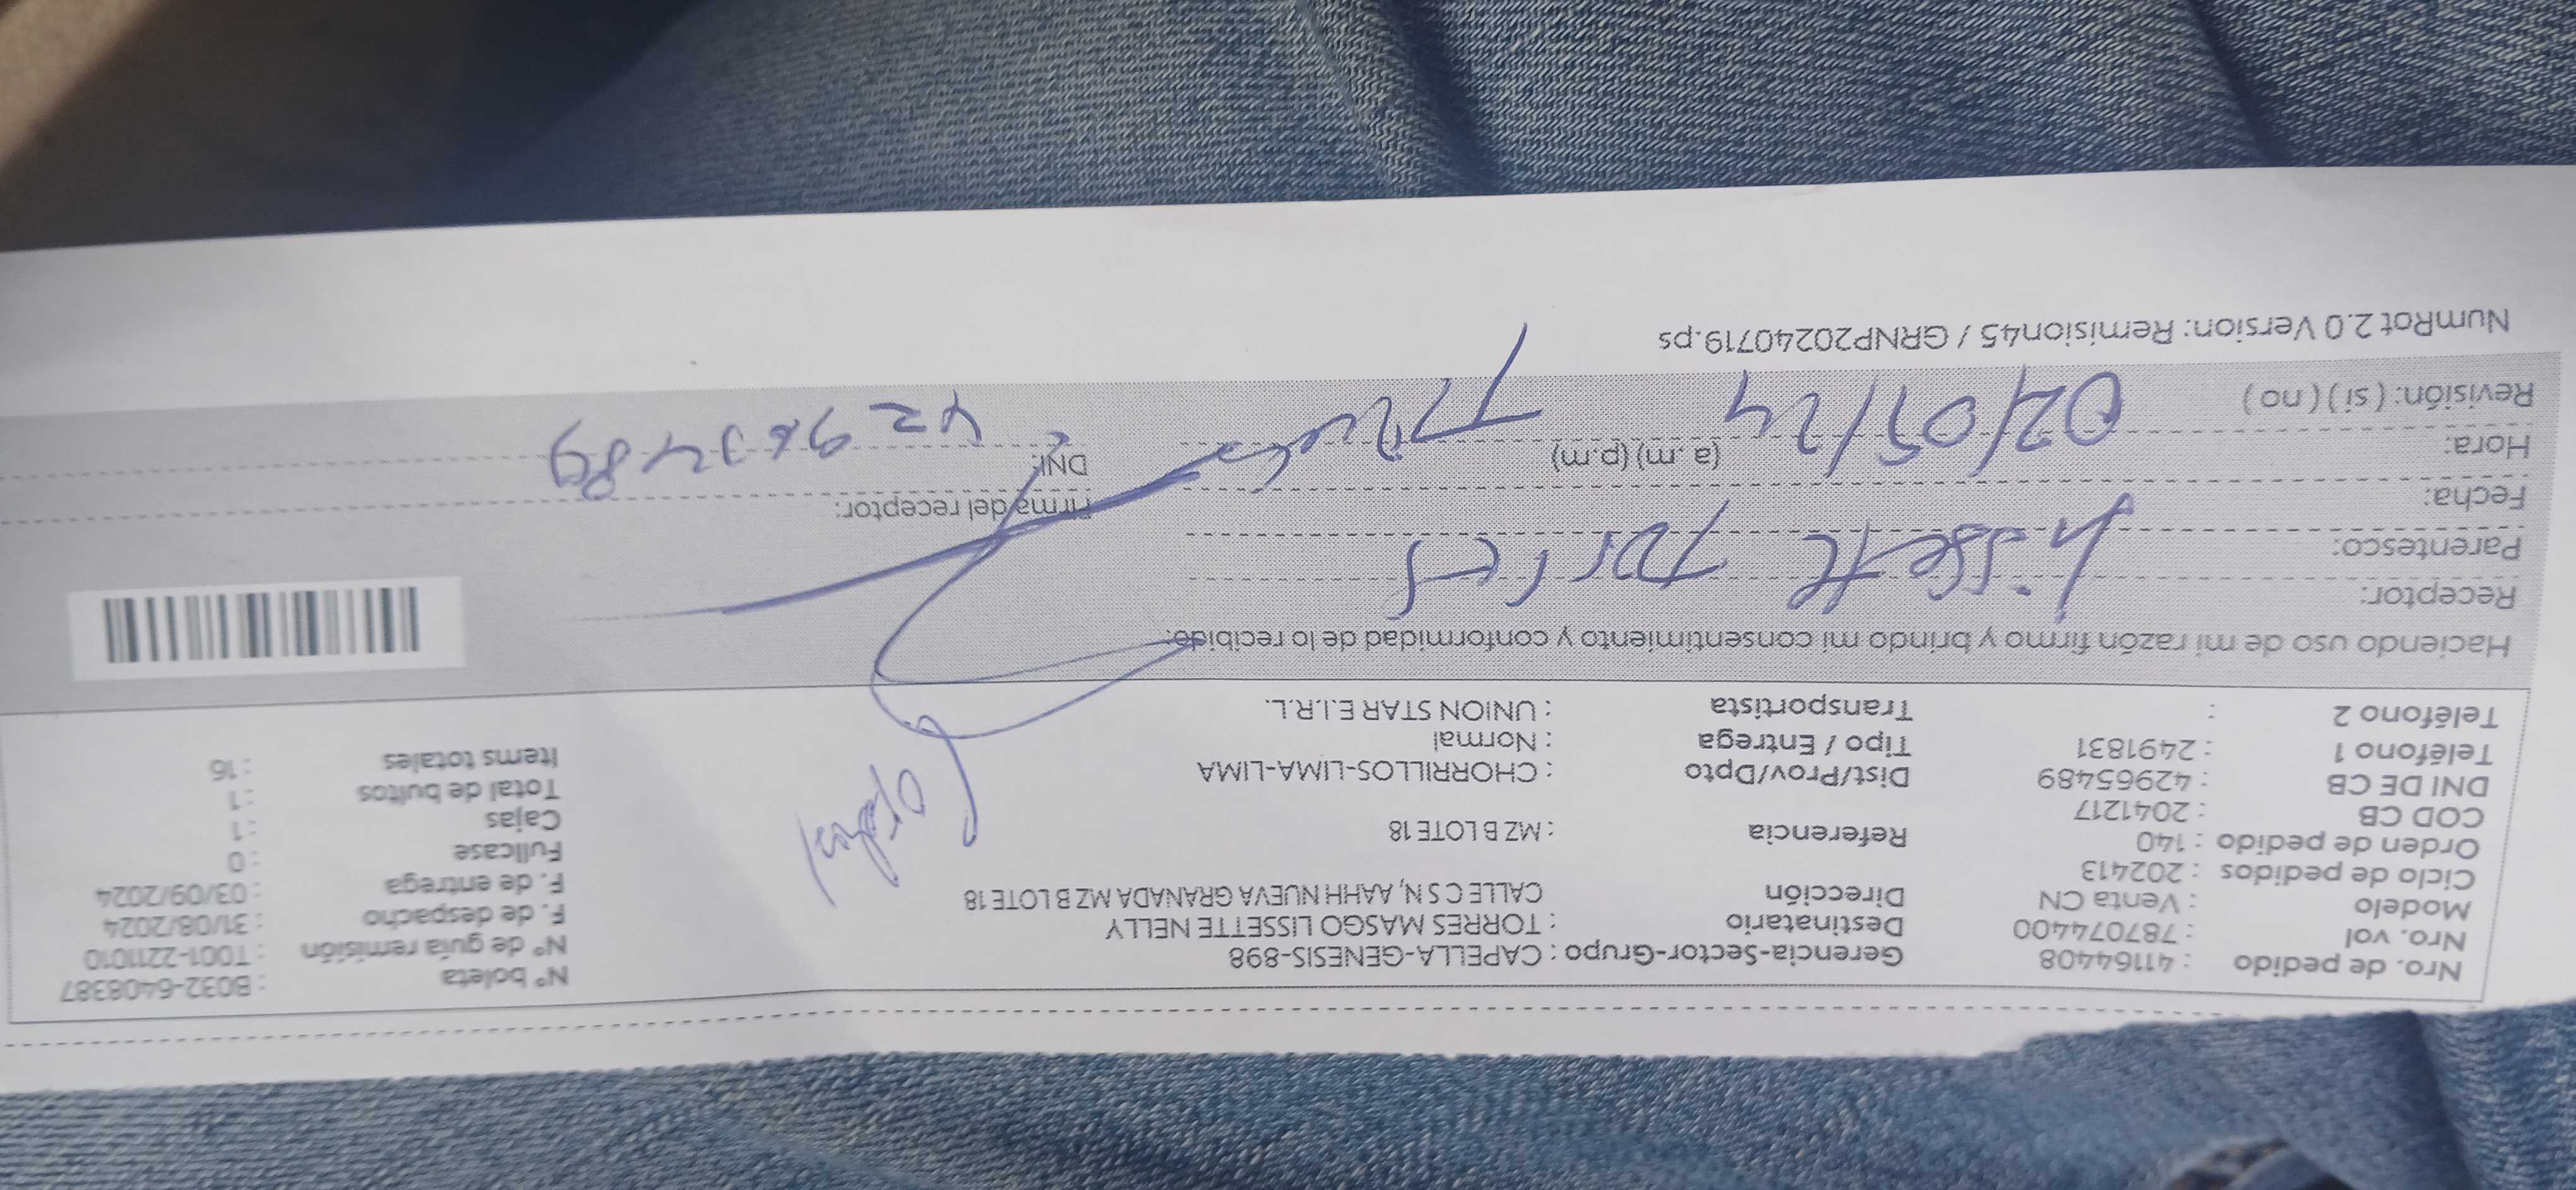 Nro. de pedido : 41164408 Gerencia-Sector-Grupo : CAPELLA-GENESIS-898 N° boleta : B032-6408387
Nro. vol : 787074400 Destinatario : TORRES MASGO LISSETTE NELLY N° de guía remisión : T001-2211010
Modelo : Venta CN Dirección CALLE C S N, AAHH NUEVA GRANADA MZ B LOTE 18 F. de despacho : 31/08/2024
Ciclo de pedidos : 202413 F. de entrega : 03/09/2024
Orden de pedido : 140 Referencia : MZ B LOTE 18 Fullcase : 0
COD CB : 2041217 Cajas : 1
DNI DE CB : 42965489 Dist/Prov/Dpto : CHORRILLOS-LIMA-LIMA Total de bultos : 1
Teléfono 1 : 2491831 Tipo / Entrega : Normal Items totales : 16
Teléfono 2 : Transportista : UNION STAR E.I.R.L.
Haciendo uso de mi razón firmo y brindo mi consentimiento y conformidad de lo recibido.
Receptor: Lissette Torres
Parentesco:
Fecha: Firma del receptor:
Hora: (a.m) (p.m) DNI:
Revisión: ( si ) ( no ) 02/09/24
NumRot 2.0 Version: Remision45 / GRNP20240719.ps